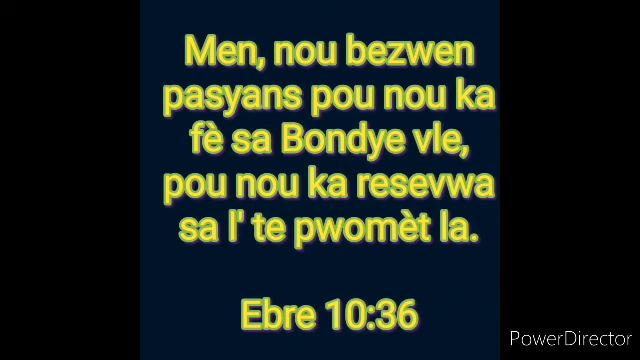 Men, nou bezwen
pasyans pou nou ka
fè sa Bondye vle,
pou nou ka resevwa
sa l' te pwomèt la.
Ebre 10:36
PowerDirector